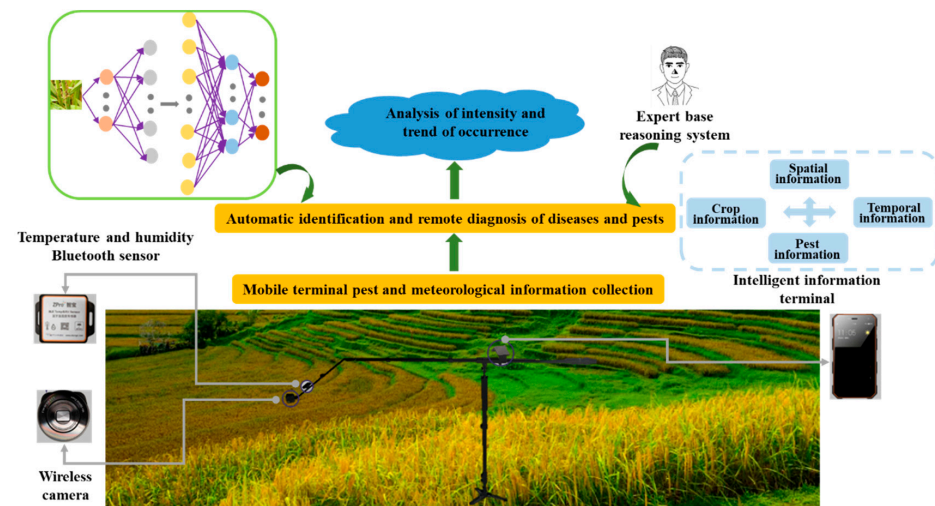 Analysis of intensity and
trend of occurrence
Expert base
reasoning system
Spatial
information
Crop
information
Temporal
information
Pest
information
Automatic identification and remote diagnosis of diseases and pests
Temperature and humidity
Bluetooth sensor
Mobile terminal pest and meteorological information collection
Intelligent information
terminal
Wireless
camera